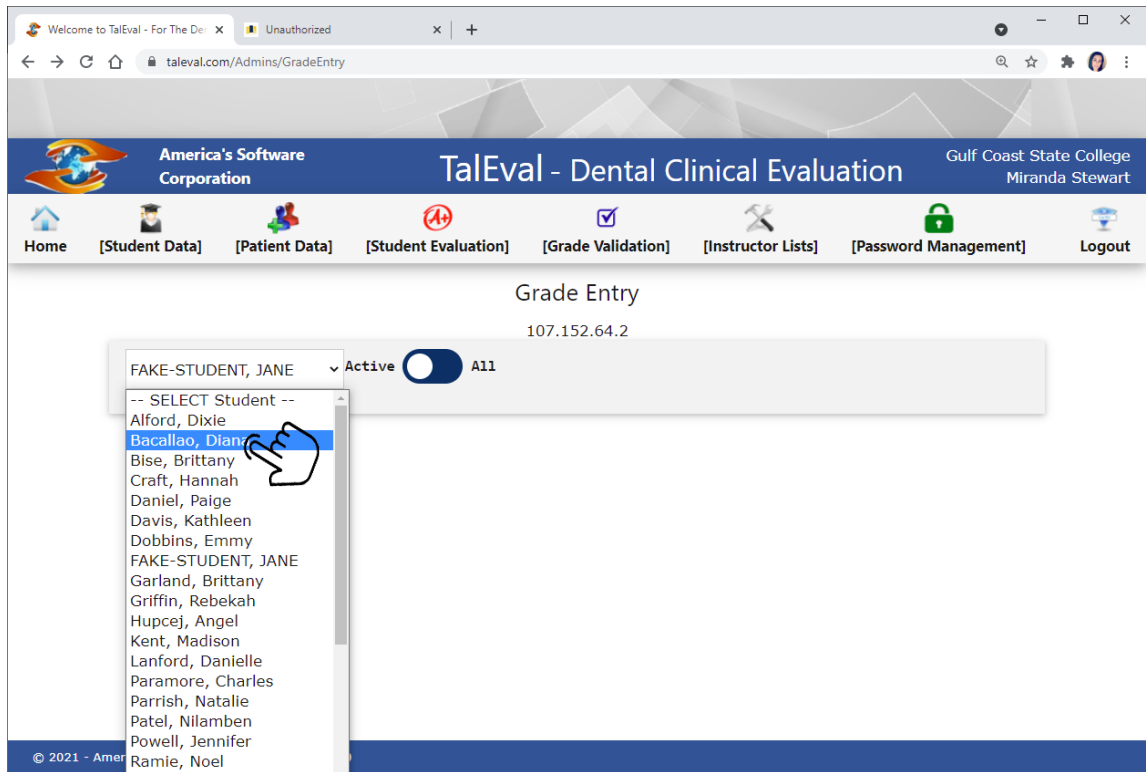 Welcome to TalEval - For The De
Unauthorized
taleval.com/Admins/GradeEntry
America's Software
Corporation
TalEval - Dental Clinical Evaluation
Gulf Coast State College
Miranda Stewart
Home
[Student Data]
[Patient Data]
A+
[Student Evaluation]
[Grade Validation]
[Instructor Lists]
[Password Management]
Logout
Grade Entry
107.152.64.2
FAKE-STUDENT, JANE
Active
All
-- SELECT Student --
Alford, Dixie
Bacallao, Diana
Bise, Brittany
Craft, Hannah
Daniel, Paige
Davis, Kathleen
Dobbins, Emmy
FAKE-STUDENT, JANE
Garland, Brittany
Griffin, Rebekah
Hupcej, Angel
Kent, Madison
Lanford, Danielle
Paramore, Charles
Parrish, Natalie
Patel, Nilamben
Powell, Jennifer
Ramie, Noel
© 2021 - Amer